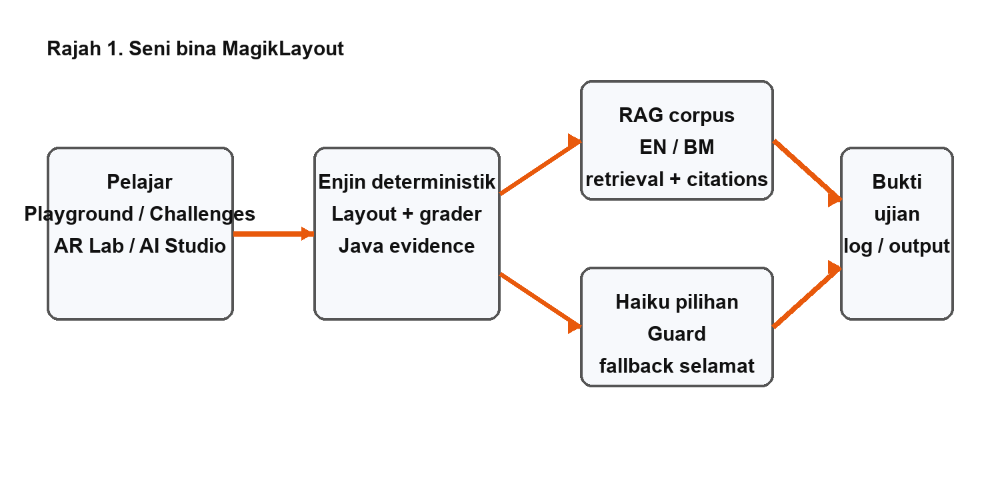 Rajah 1. Seni bina MagikLayout
Pelajar
Playground / Challenges
AR Lab / AI Studio
Enjin deterministik
Layout + grader
Java evidence
RAG corpus
EN / BM
retrieval + citations
Haiku pilihan
Guard
fallback selamat
Bukti
ujian
log / output